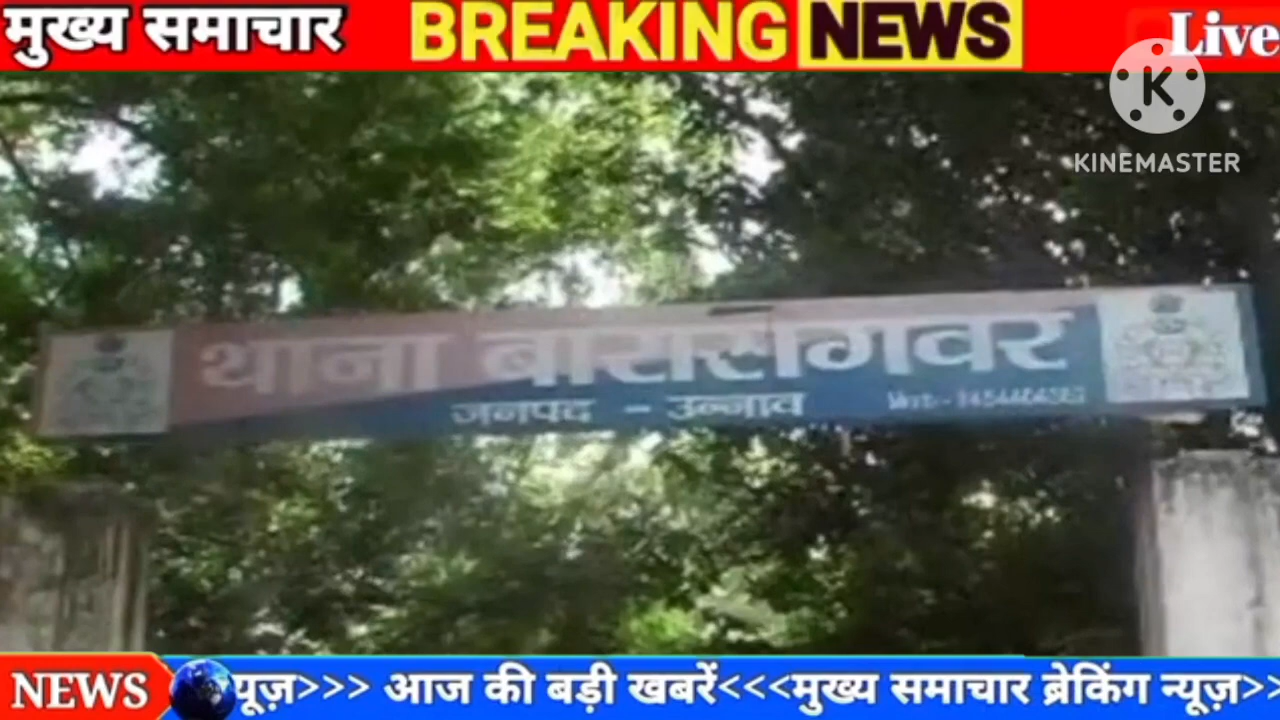 मुख्य समाचार BREAKING NEWS Live
K
KINEMASTER
थाना बारासगवर
जनपद - उन्नाव
NEWS यूज़>>> आज की बड़ी खबरें<<<मुख्य समाचार ब्रेकिंग न्यूज़>>